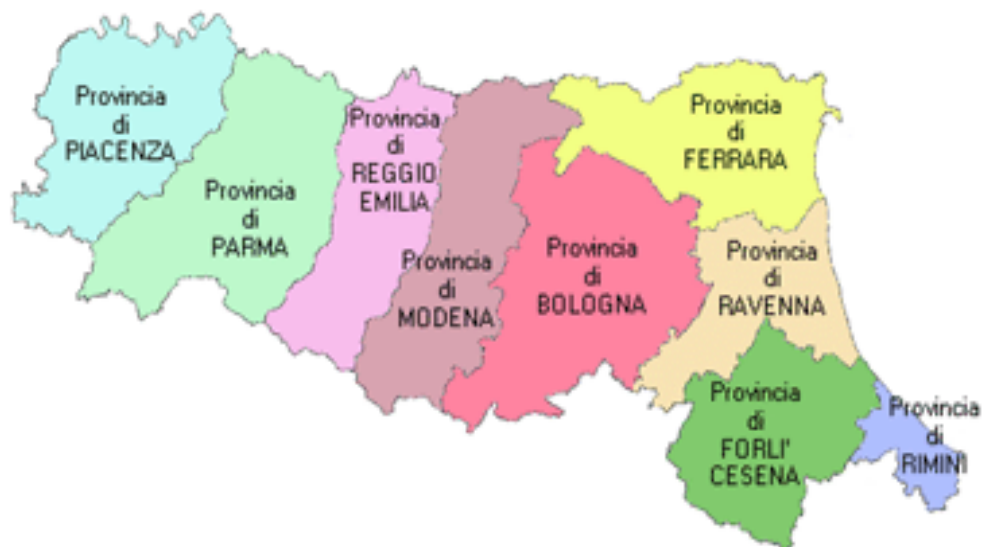 Provincia
di
PIACENZA
Provincia
di
PARMA
Provincia
di
REGGIO
EMILIA
Provincia
di
MODENA
Provincia
di
BOLOGNA
Provincia
di
FERRARA
Provincia
di
RAVENNA
Provincia
di
FORLI'
CESENA
Provincia
di
RIMINI